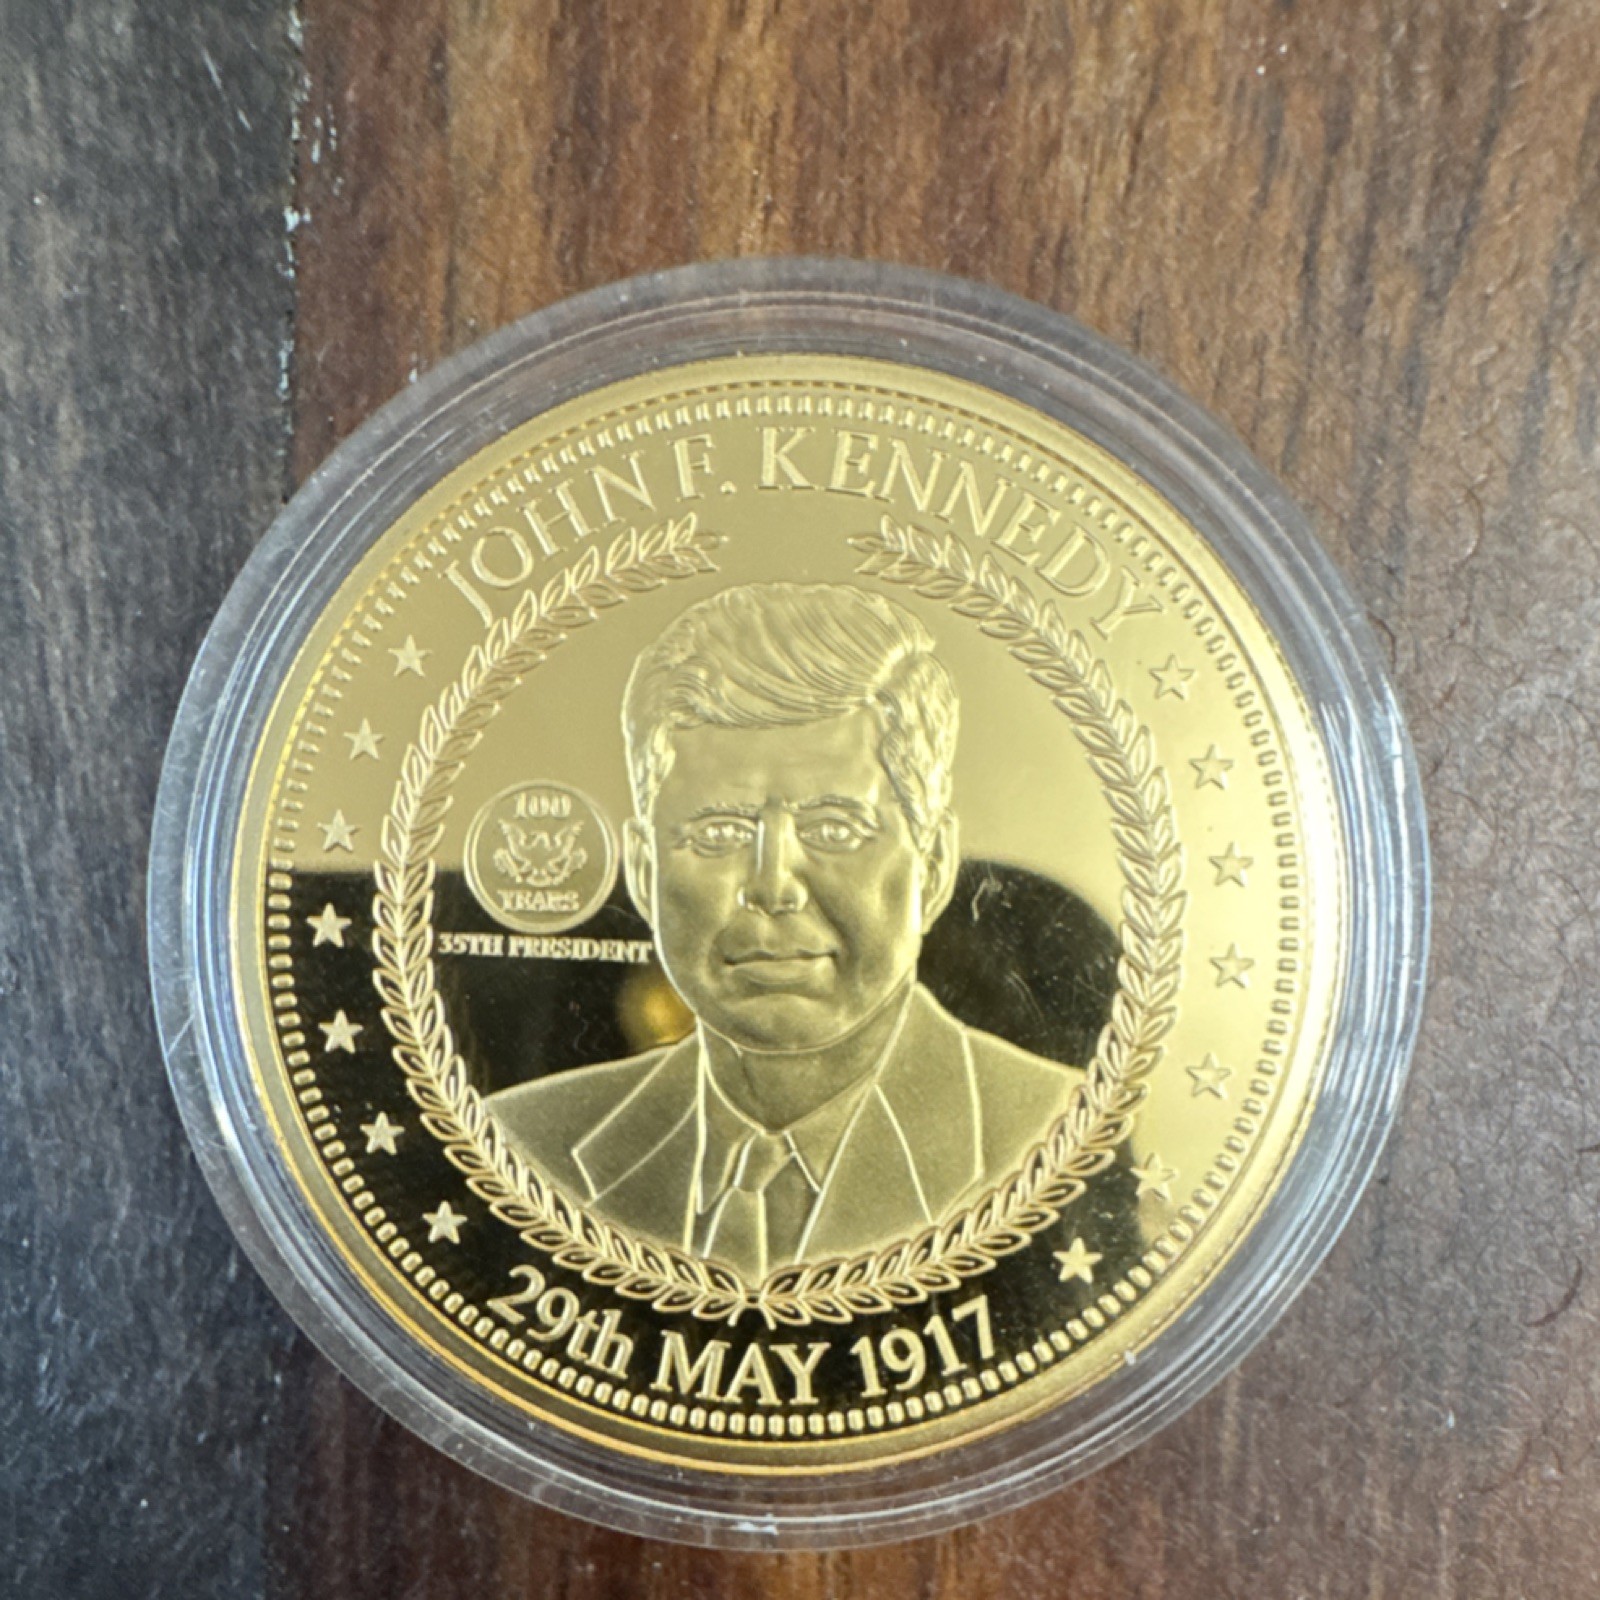 JOHN F. KENNEDY
100
YEARS
35TH PRESIDENT
29th MAY 1917